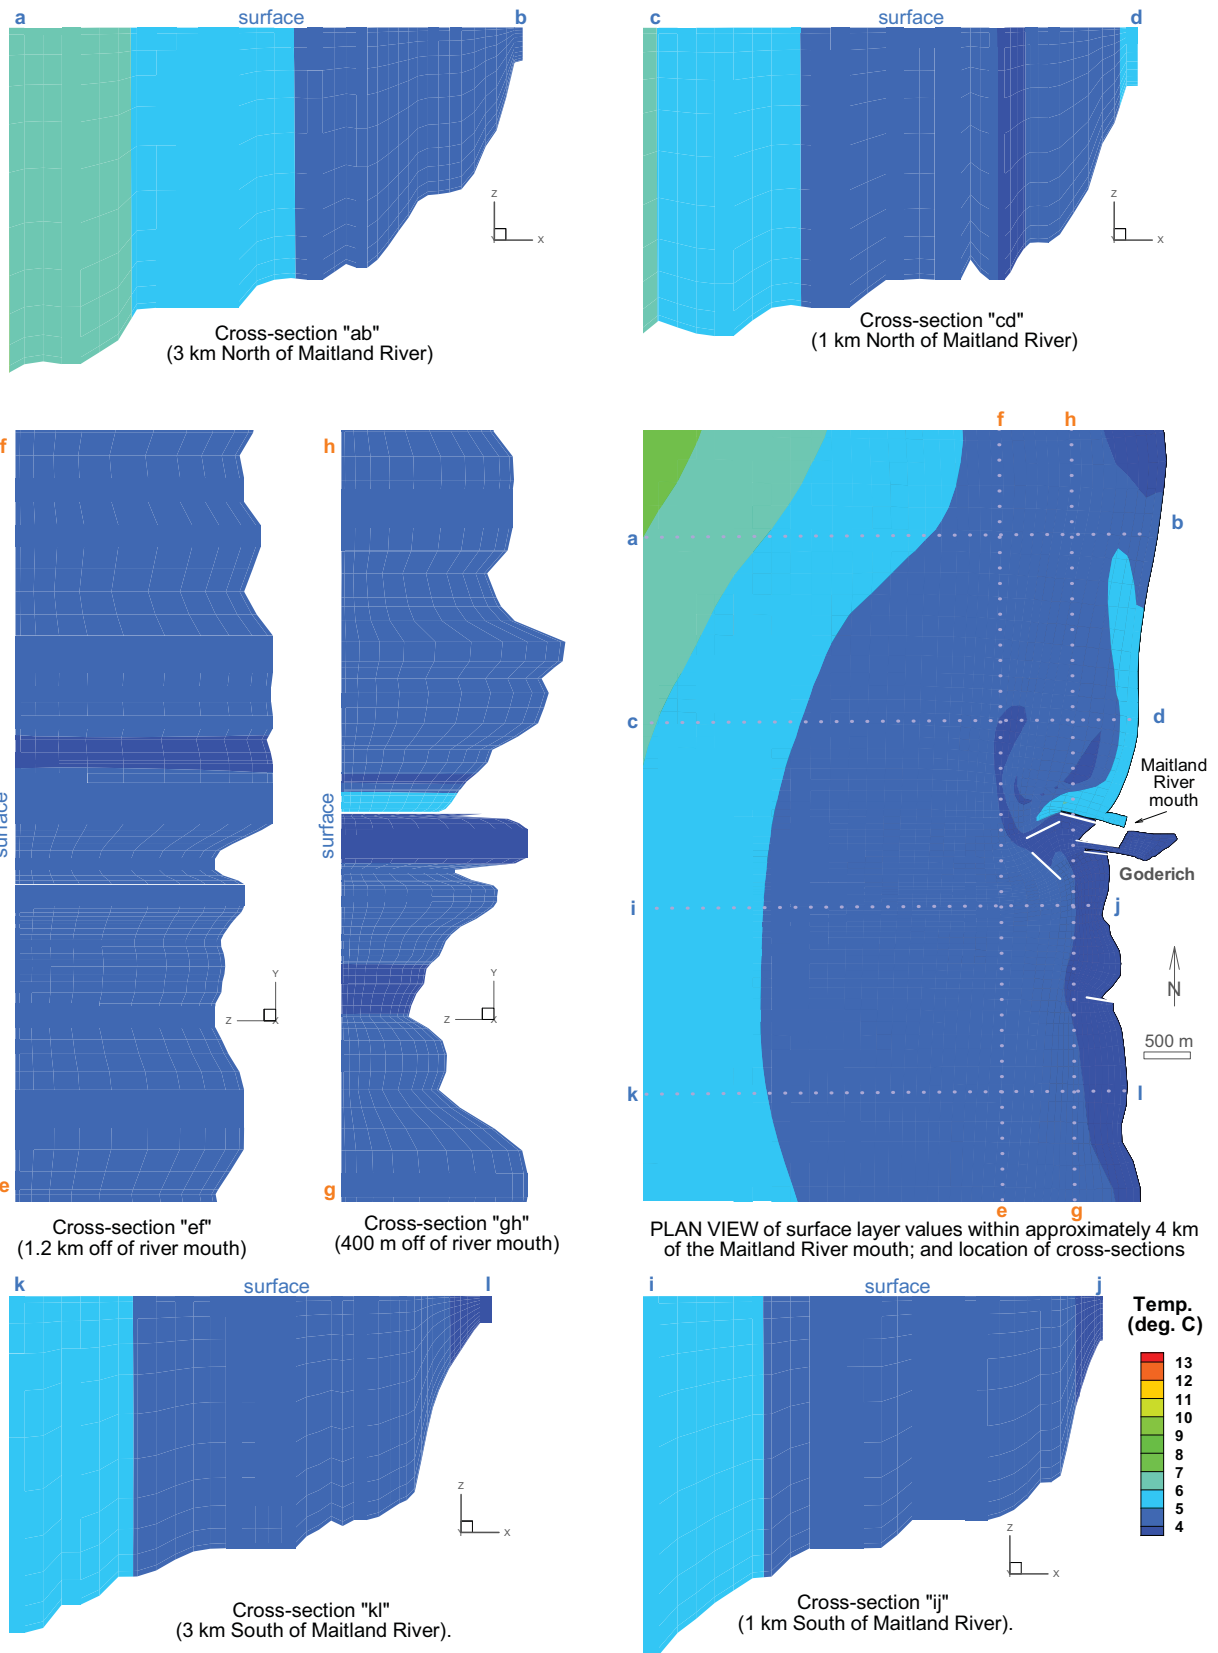 a
surface
b
c
surface
d
Z
Y
X
Z
Y
X
Cross-section "ab"
(3 km North of Maitland River)
Cross-section "cd"
(1 km North of Maitland River)
f
surface
e
Y
Z
X
h
surface
g
Y
Z
X
f
h
a
b
c
d
Maitland
River
mouth
Goderich
i
j
N
500 m
k
l
e
g
Cross-section "ef"
(1.2 km off of river mouth)
Cross-section "gh"
(400 m off of river mouth)
PLAN VIEW of surface layer values within approximately 4 km
of the Maitland River mouth; and location of cross-sections
k
surface
l
i
surface
j
Temp.
(deg. C)
13
12
11
10
9
8
7
6
5
4
Z
Y
X
Z
Y
X
Cross-section "kl"
(3 km South of Maitland River).
Cross-section "ij"
(1 km South of Maitland River).